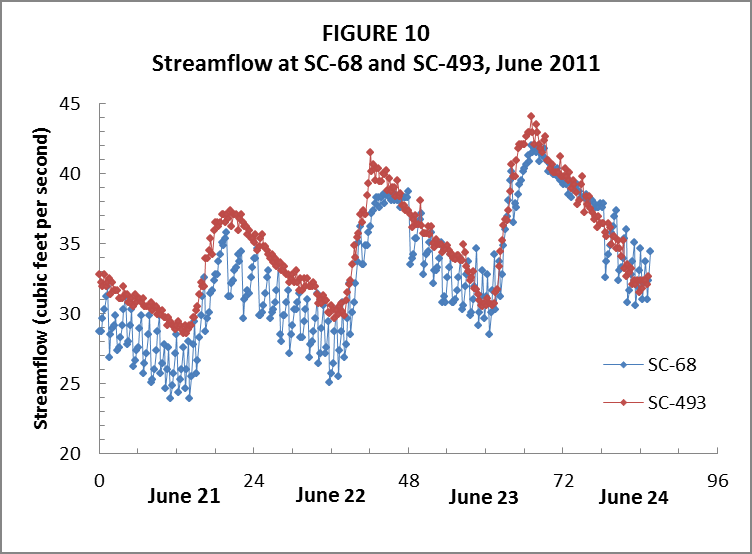 FIGURE 10
Streamflow at SC-68 and SC-493, June 2011
Streamflow (cubic feet per second)
45
40
35
30
25
20
SC-68
SC-493
0
24
48
72
96
June 21
June 22
June 23
June 24